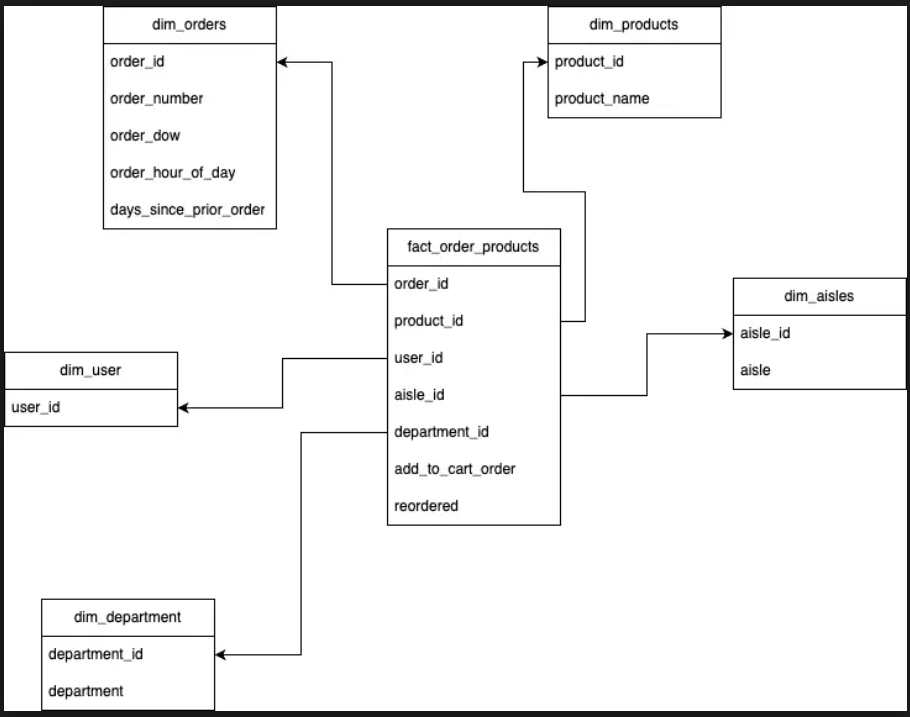 dim_orders
order_id
order_number
order_dow
order_hour_of_day
days_since_prior_order
dim_products
product_id
product_name
fact_order_products
order_id
product_id
user_id
aisle_id
department_id
add_to_cart_order
reordered
dim_aisles
aisle_id
aisle
dim_user
user_id
dim_department
department_id
department